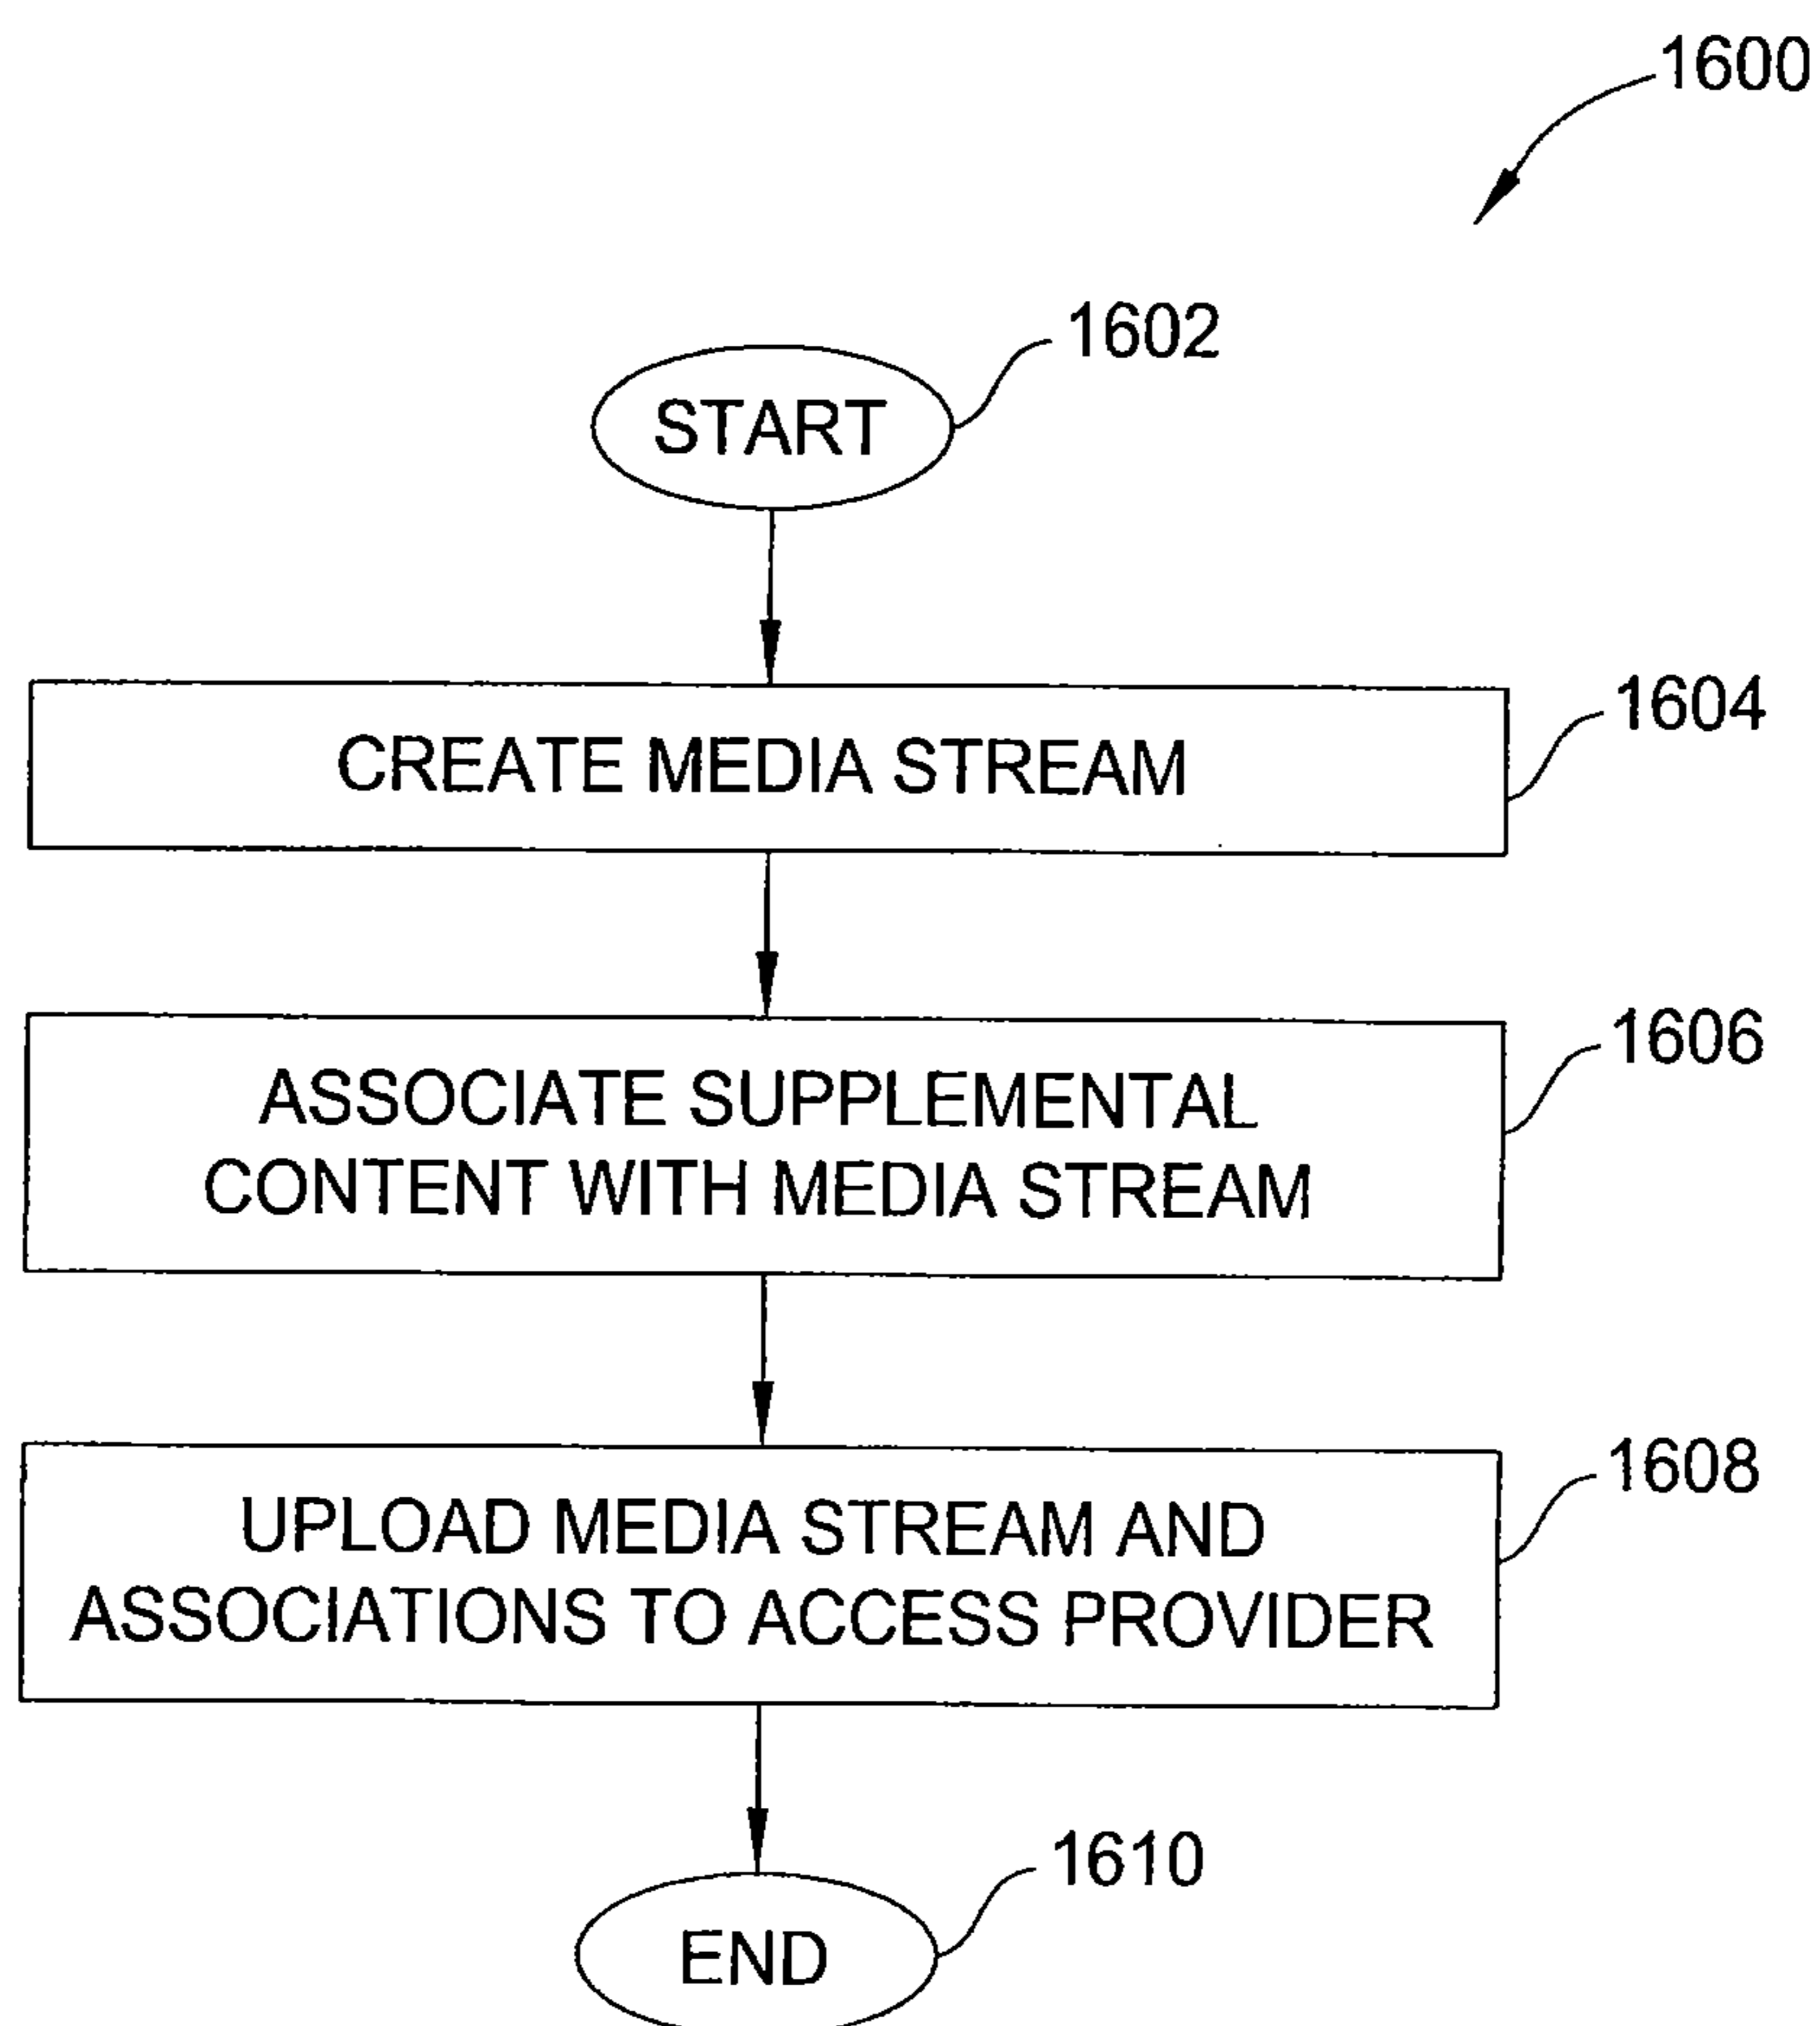 1600
1602
START
1604
CREATE MEDIA STREAM
1606
ASSOCIATE SUPPLEMENTAL
CONTENT WITH MEDIA STREAM
1608
UPLOAD MEDIA STREAM AND
ASSOCIATIONS TO ACCESS PROVIDER
1610
END